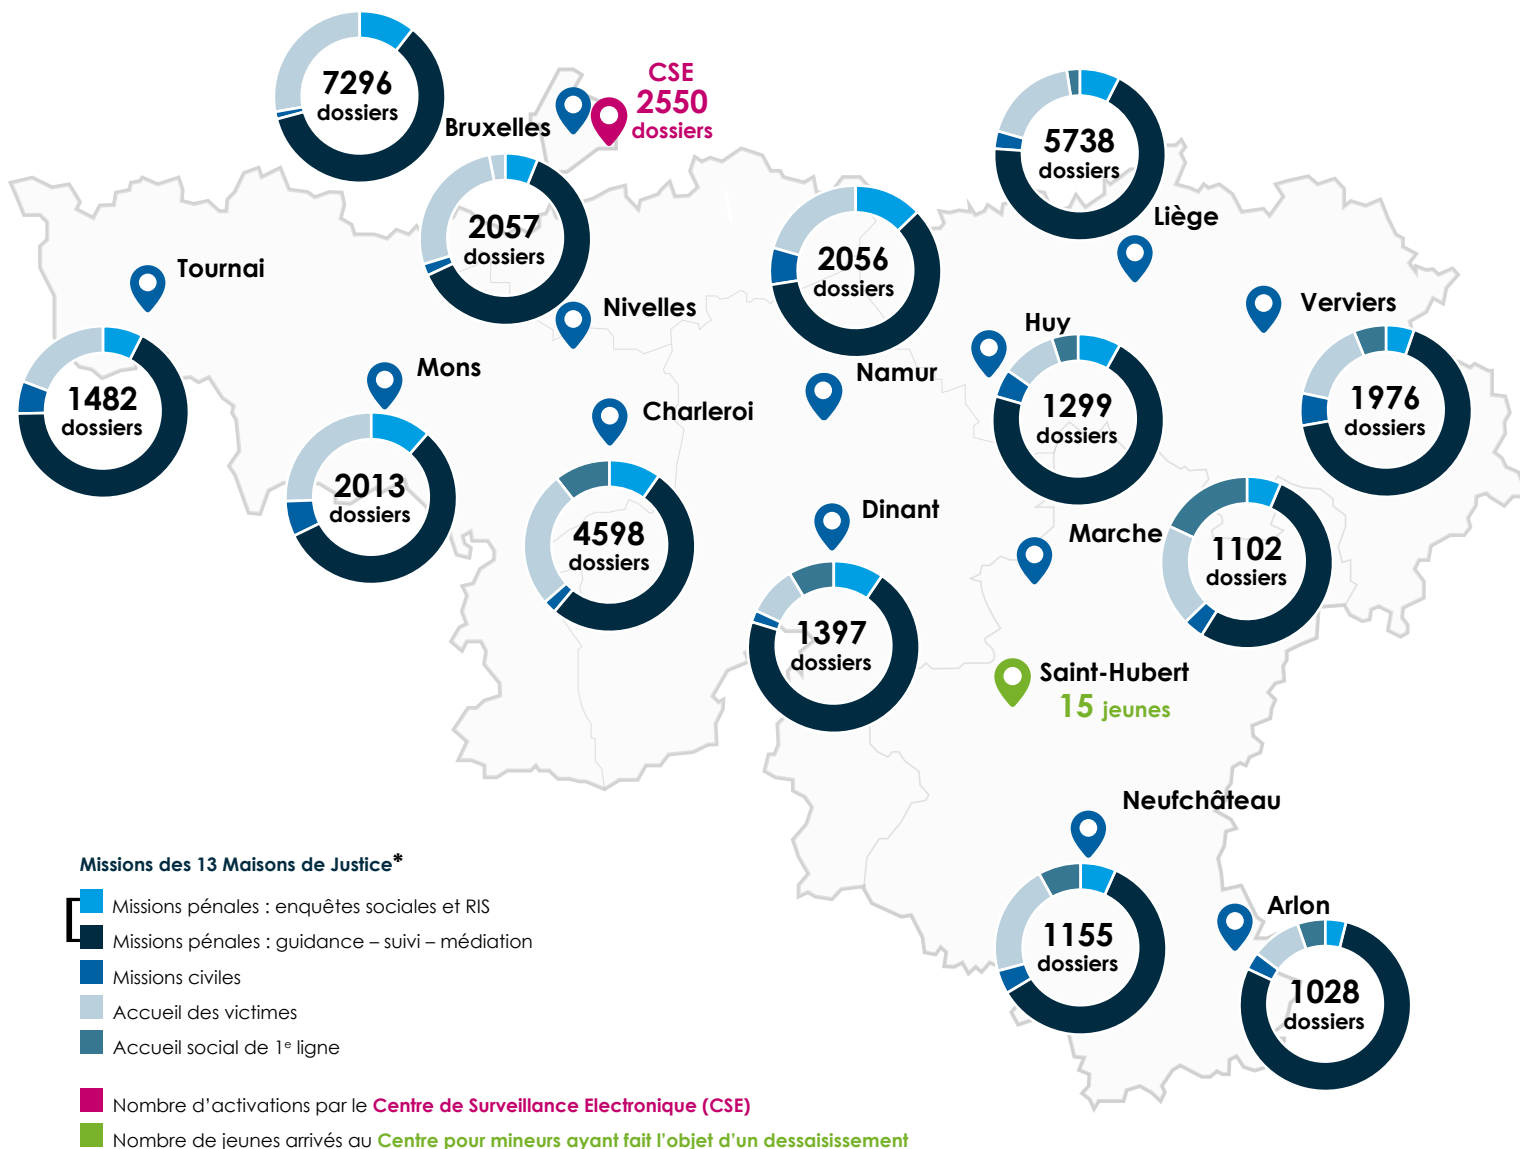 7296
dossiers
CSE
2550
dossiers
Bruxelles
5738
dossiers
Liège
2057
dossiers
Nivelles
2056
dossiers
Namur
Tournai
1482
dossiers
Mons
2013
dossiers
Charleroi
4598
dossiers
Huy
1299
dossiers
Verviers
1976
dossiers
Dinant
1397
dossiers
Marche
1102
dossiers
Saint-Hubert
15 jeunes
Neufchâteau
1155
dossiers
Arlon
1028
dossiers
Missions des 13 Maisons de Justice*
Missions pénales : enquêtes sociales et RIS
Missions pénales : guidance – suivi – médiation
Missions civiles
Accueil des victimes
Accueil social de 1e ligne
Nombre d’activations par le Centre de Surveillance Electronique (CSE)
Nombre de jeunes arrivés au Centre pour mineurs ayant fait l’objet d’un dessaisissement